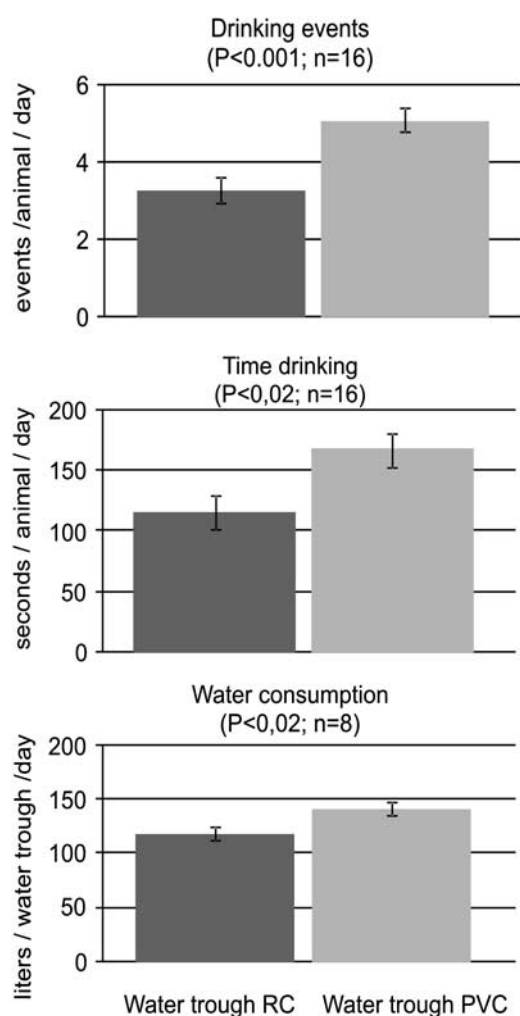 Drinking events
(P<0.001; n=16)
events /animal / day
6
4
2
0
Time drinking
(P<0,02; n=16)
seconds / animal / day
200
150
100
50
0
Water consumption
(P<0,02; n=8)
liters / water trough /day
200
150
100
50
0
Water trough RC Water trough PVC